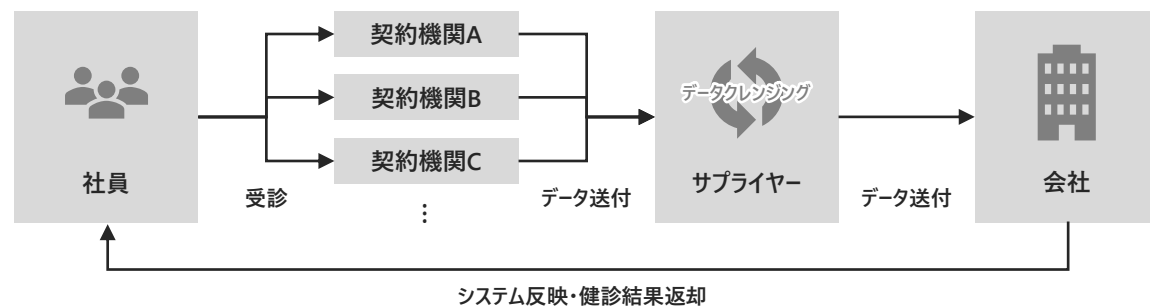 社員
受診
契約機関A
契約機関B
契約機関C
⋮
データ送付
データクレンジング
サプライヤー
データ送付
会社
システム反映・健診結果返却